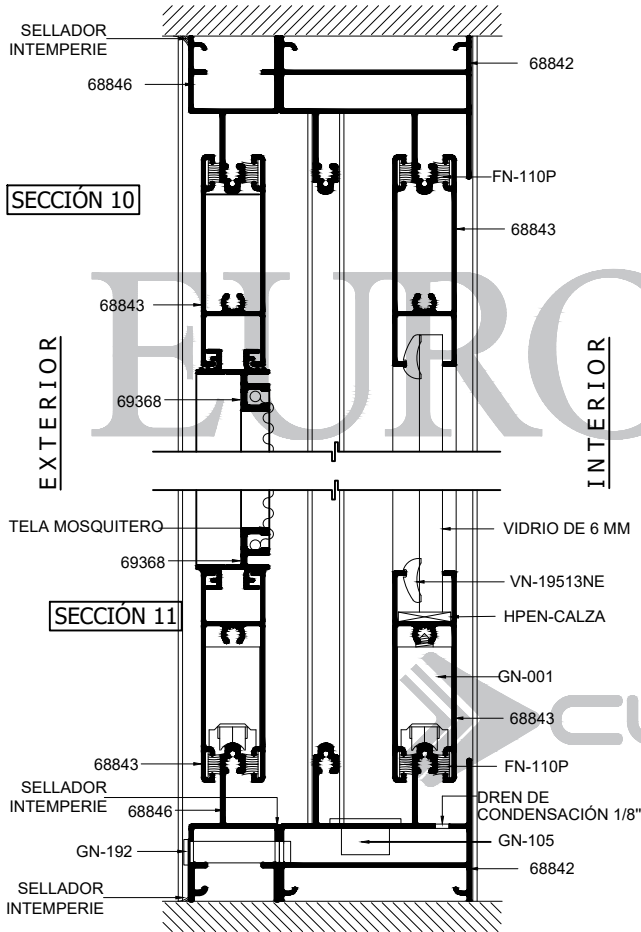 SELLADOR
INTEMPERIE
68846
68842
FN-110P
SECCIÓN 10
68843
68843
EURO
EXTERIOR
INTERIOR
69368
TELA MOSQUITERO
VIDRIO DE 6 MM
69368
VN-19513NE
HPEN-CALZA
SECCIÓN 11
GN-001
CU
68843
68843
FN-110P
SELLADOR
INTEMPERIE
68846
DREN DE
CONDENSACIÓN 1/8"
GN-192
GN-105
68842
SELLADOR
INTEMPERIE